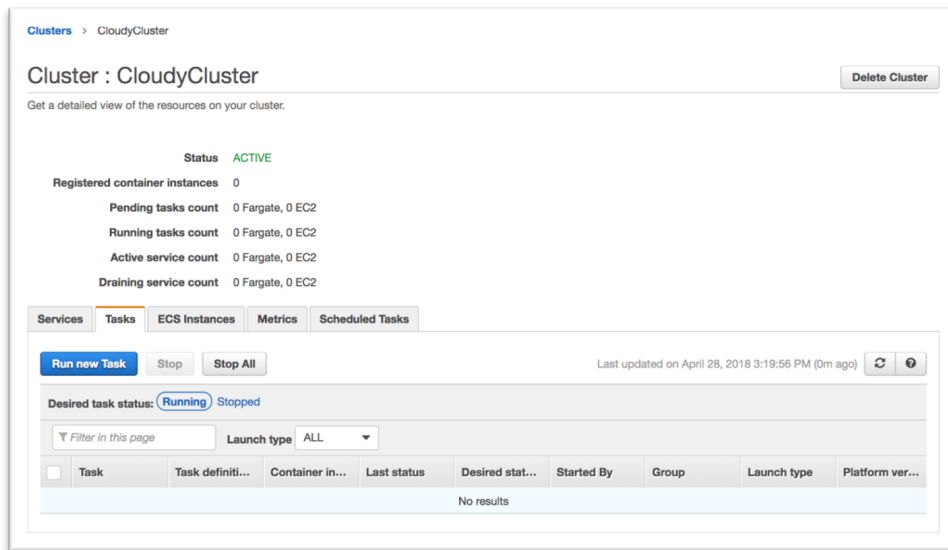 Clusters > CloudyCluster
Cluster : CloudyCluster
Delete Cluster
Get a detailed view of the resources on your cluster.
Status ACTIVE
Registered container instances 0
Pending tasks count 0 Fargate, 0 EC2
Running tasks count 0 Fargate, 0 EC2
Active service count 0 Fargate, 0 EC2
Draining service count 0 Fargate, 0 EC2
Services Tasks ECS Instances Metrics Scheduled Tasks
Run new Task Stop Stop All Last updated on April 28, 2018 3:19:56 PM (0m ago)
Desired task status: Running Stopped
Filter in this page Launch type ALL
Task Task definiti... Container in... Last status Desired stat... Started By Group Launch type Platform ver...
No results